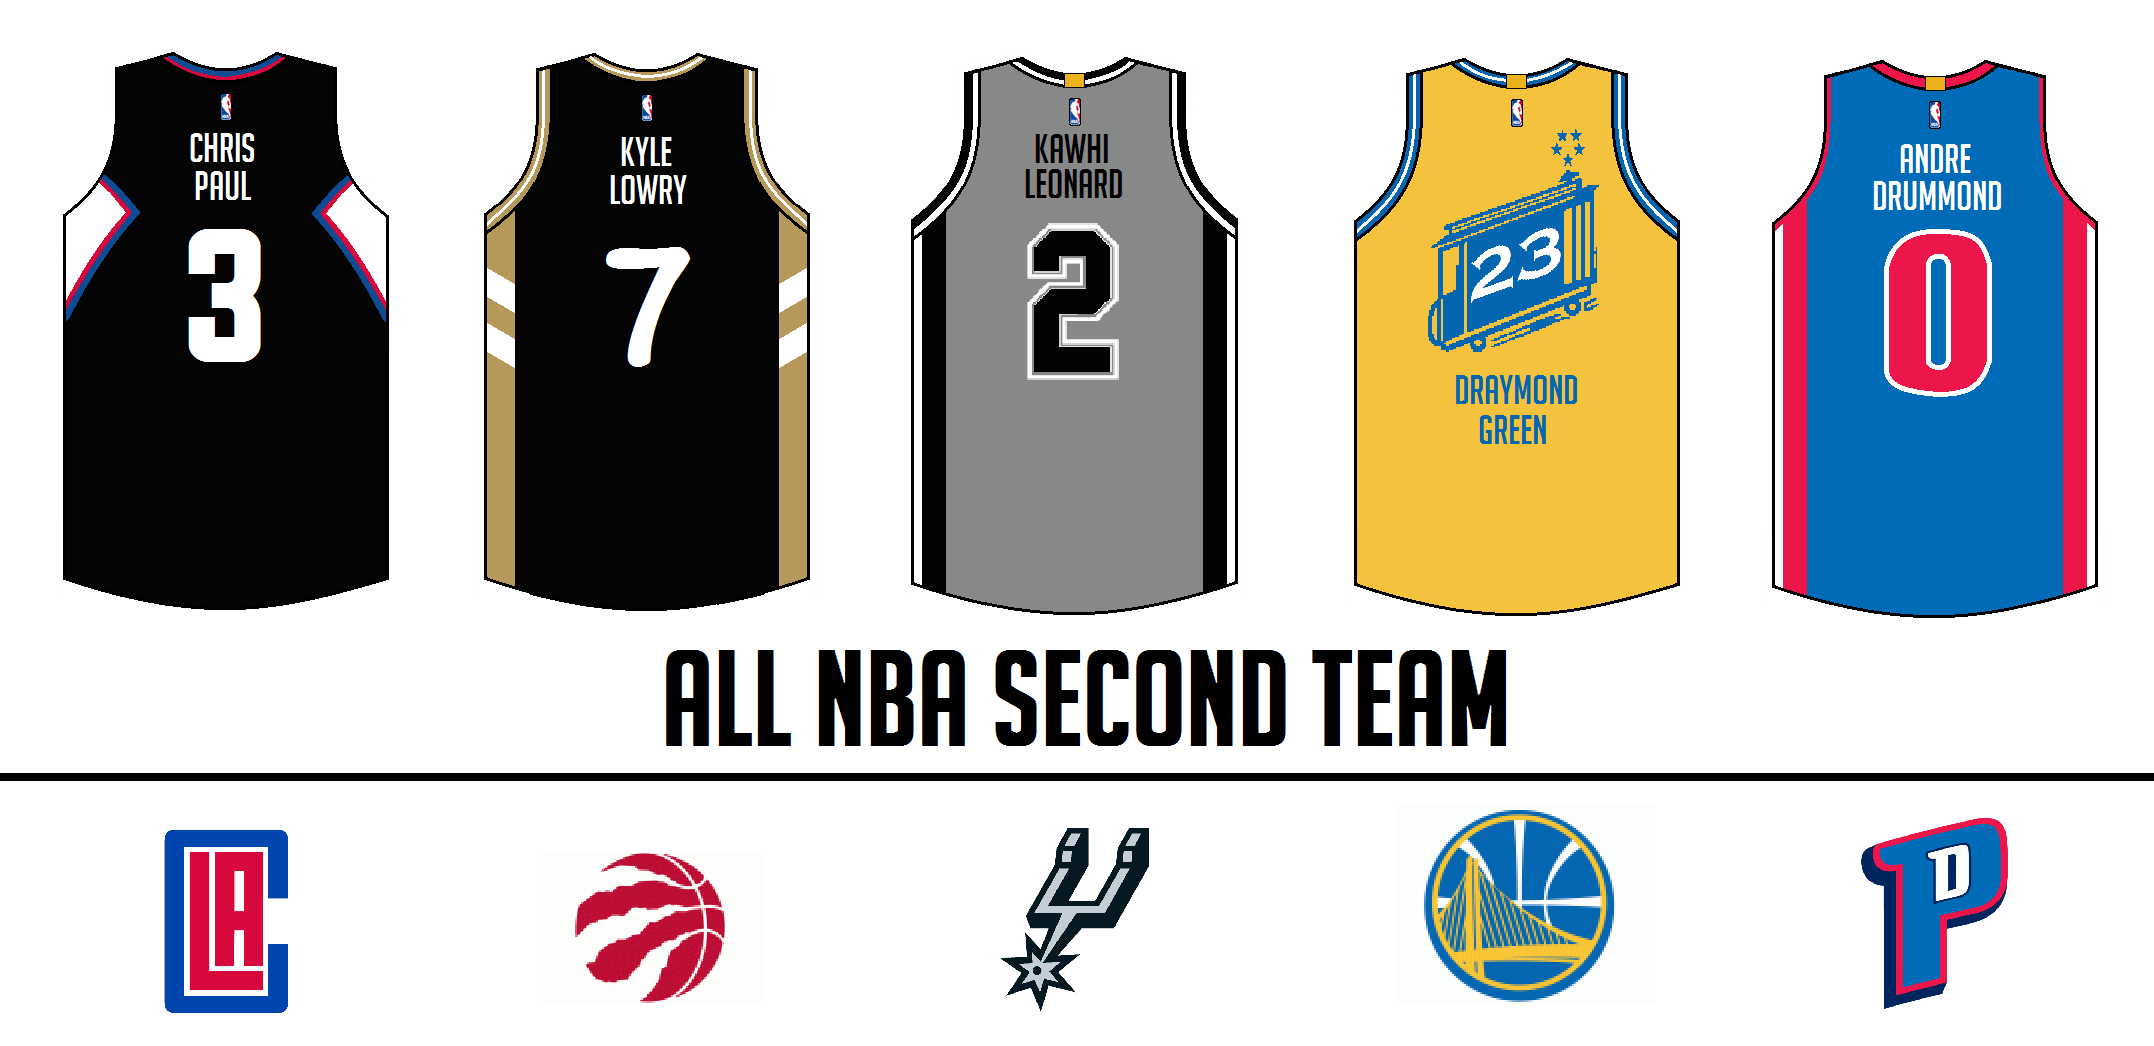 CHRIS
PAUL
3
KYLE
LOWRY
7
KAWHI
LEONARD
2
23
DRAYMOND
GREEN
ANDRE
DRUMMOND
0
ALL NBA SECOND TEAM
LA
PD